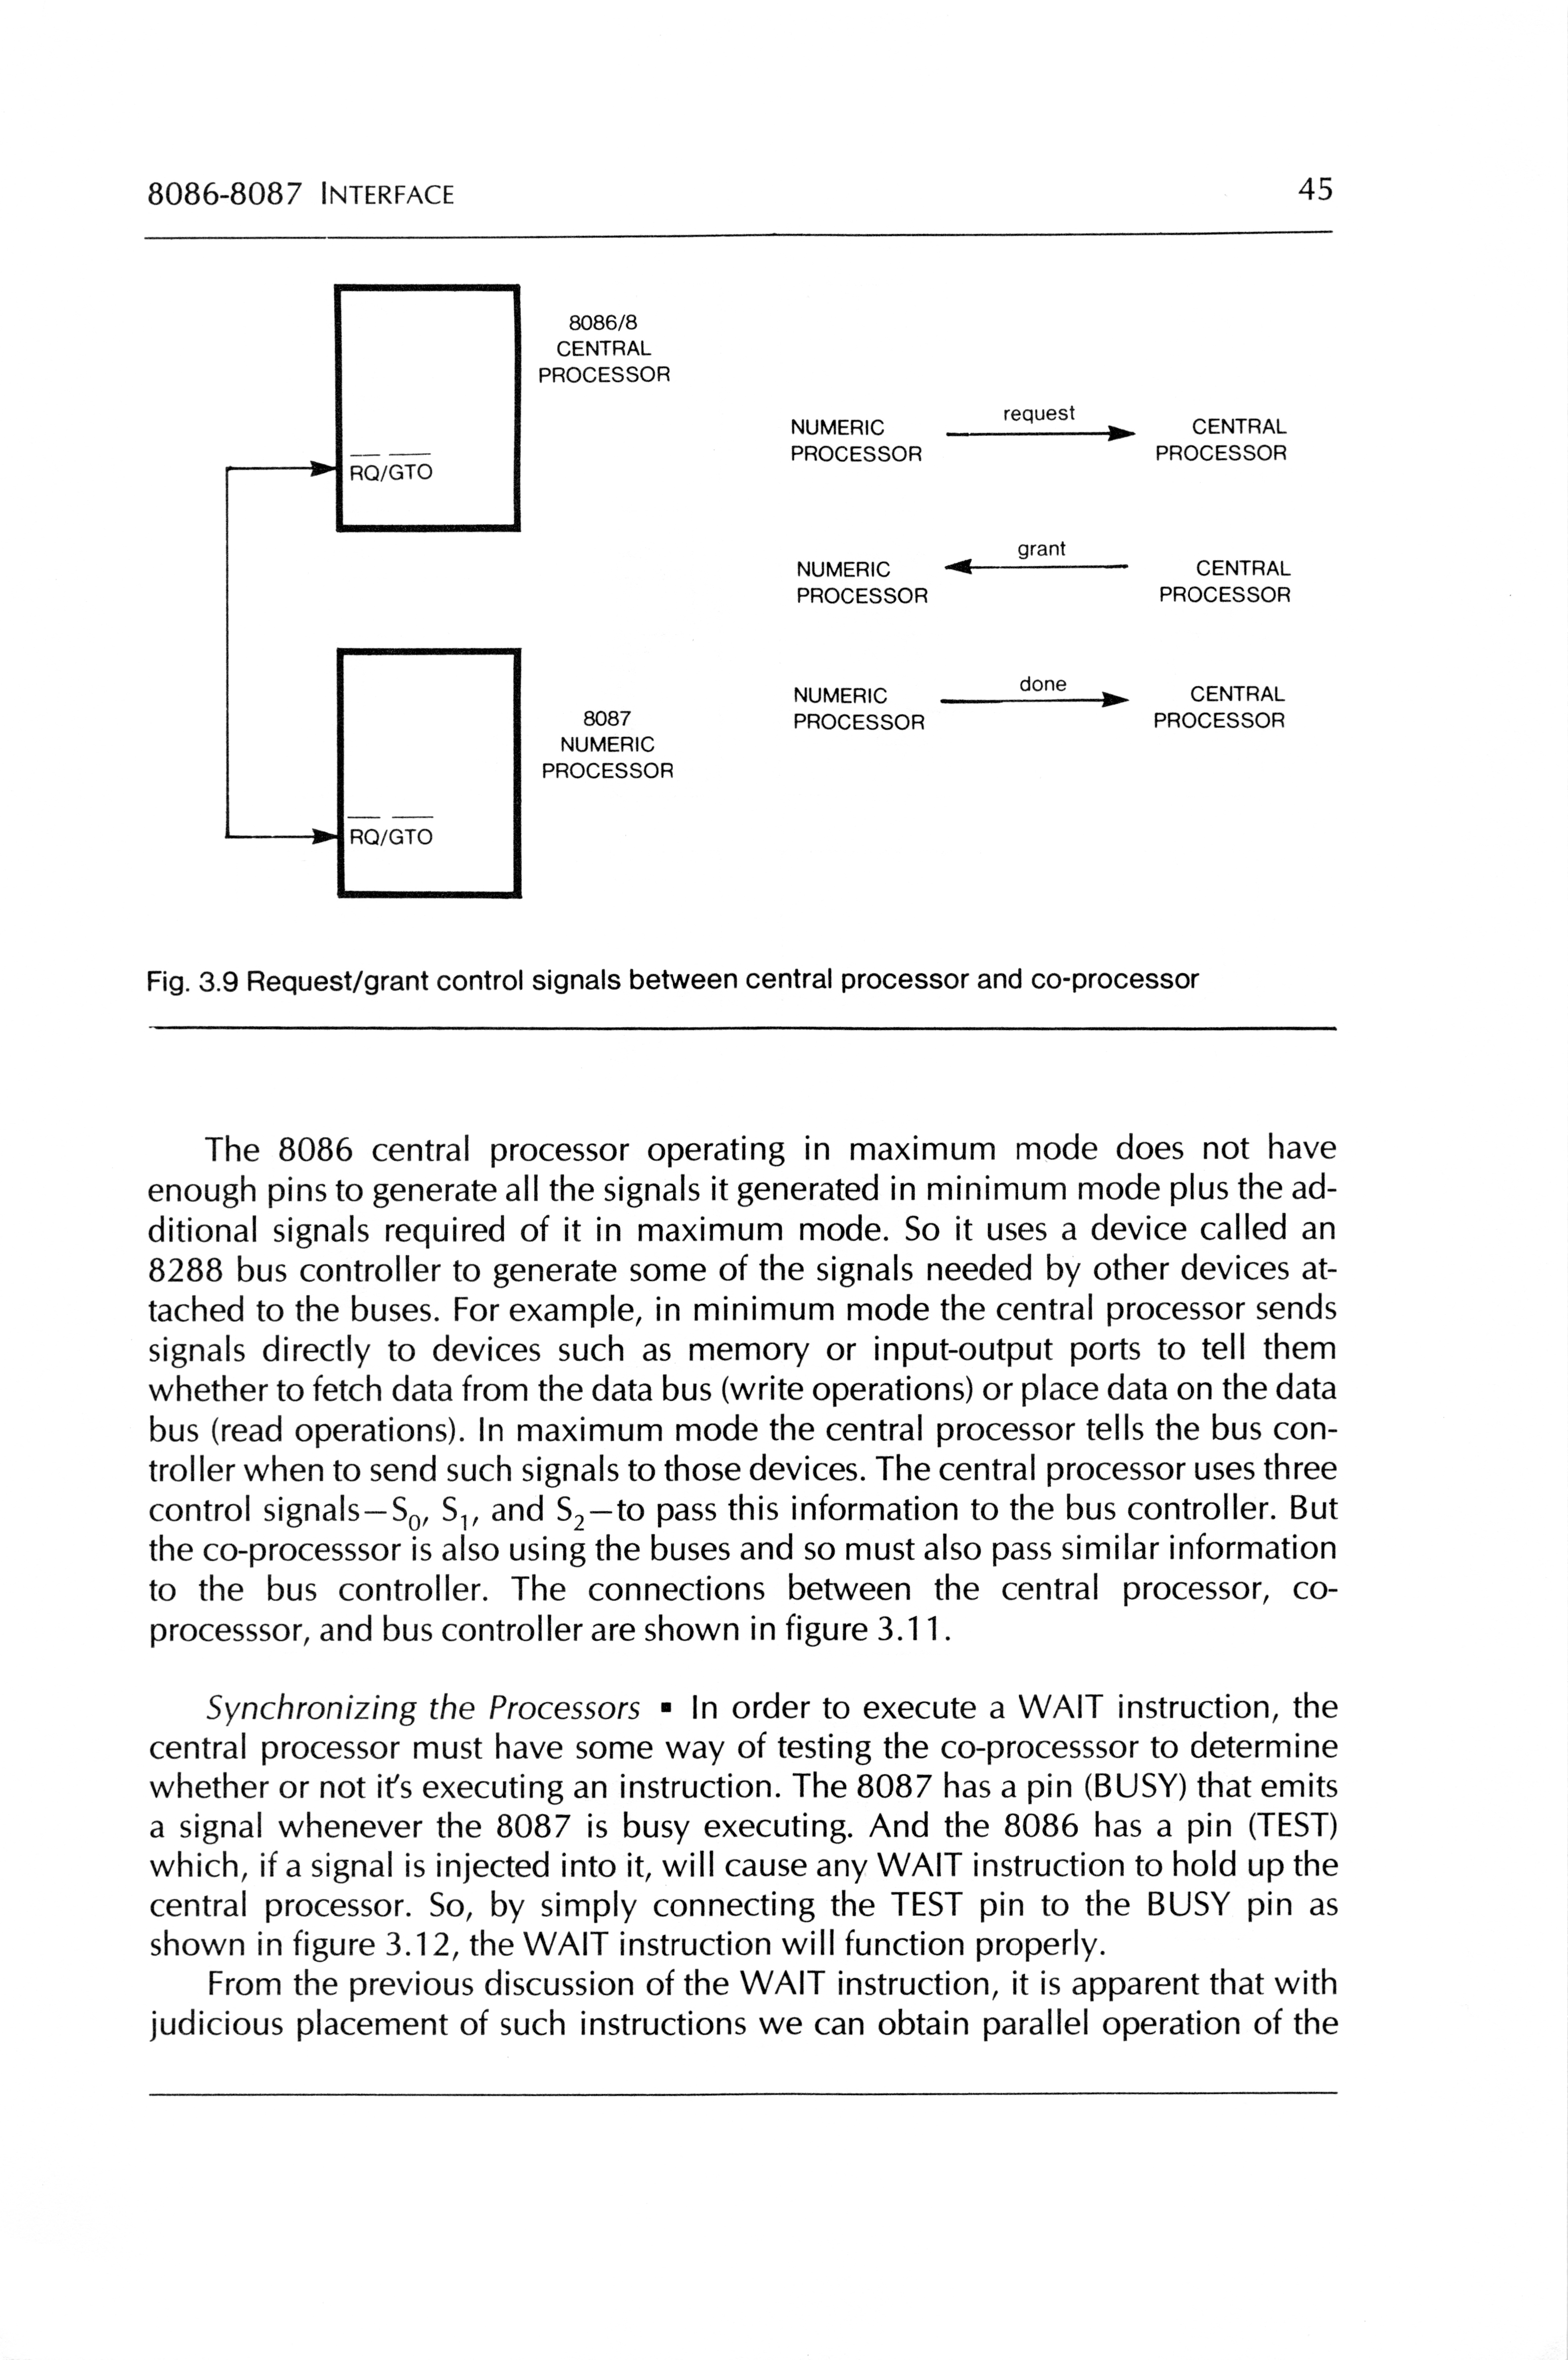 8086-8087 INTERFACE 45
8086/8
CENTRAL
PROCESSOR
RQ/GTO
8087
NUMERIC
PROCESSOR
RQ/GTO
NUMERIC
PROCESSOR
request
CENTRAL
PROCESSOR
NUMERIC
PROCESSOR
grant
CENTRAL
PROCESSOR
NUMERIC
PROCESSOR
done
CENTRAL
PROCESSOR
Fig. 3.9 Request/grant control signals between central processor and co-processor
The 8086 central processor operating in maximum mode does not have
enough pins to generate all the signals it generated in minimum mode plus the ad-
ditional signals required of it in maximum mode. So it uses a device called an
8288 bus controller to generate some of the signals needed by other devices at-
tached to the buses. For example, in minimum mode the central processor sends
signals directly to devices such as memory or input-output ports to tell them
whether to fetch data from the data bus (write operations) or place data on the data
bus (read operations). In maximum mode the central processor tells the bus con-
troller when to send such signals to those devices. The central processor uses three
control signals—S₀, S₁, and S₂—to pass this information to the bus controller. But
the co-processsor is also using the buses and so must also pass similar information
to the bus controller. The connections between the central processor, co-
processsor, and bus controller are shown in figure 3.11.
Synchronizing the Processors ▪ In order to execute a WAIT instruction, the
central processor must have some way of testing the co-processsor to determine
whether or not it's executing an instruction. The 8087 has a pin (BUSY) that emits
a signal whenever the 8087 is busy executing. And the 8086 has a pin (TEST)
which, if a signal is injected into it, will cause any WAIT instruction to hold up the
central processor. So, by simply connecting the TEST pin to the BUSY pin as
shown in figure 3.12, the WAIT instruction will function properly.
From the previous discussion of the WAIT instruction, it is apparent that with
judicious placement of such instructions we can obtain parallel operation of the